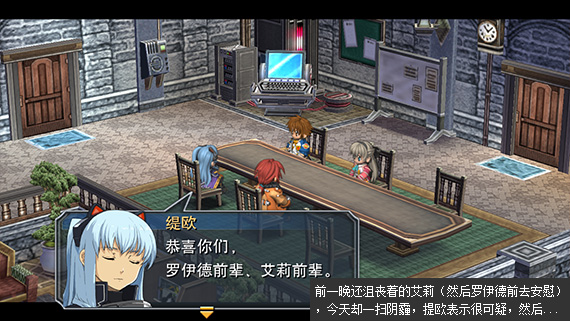 缇欧
恭喜你们，
罗伊德前辈、艾莉前辈。
前一晚还沮丧着的艾莉（然后罗伊德前去安慰）
，今天却一扫阴霾，提欧表示很可疑，然后...